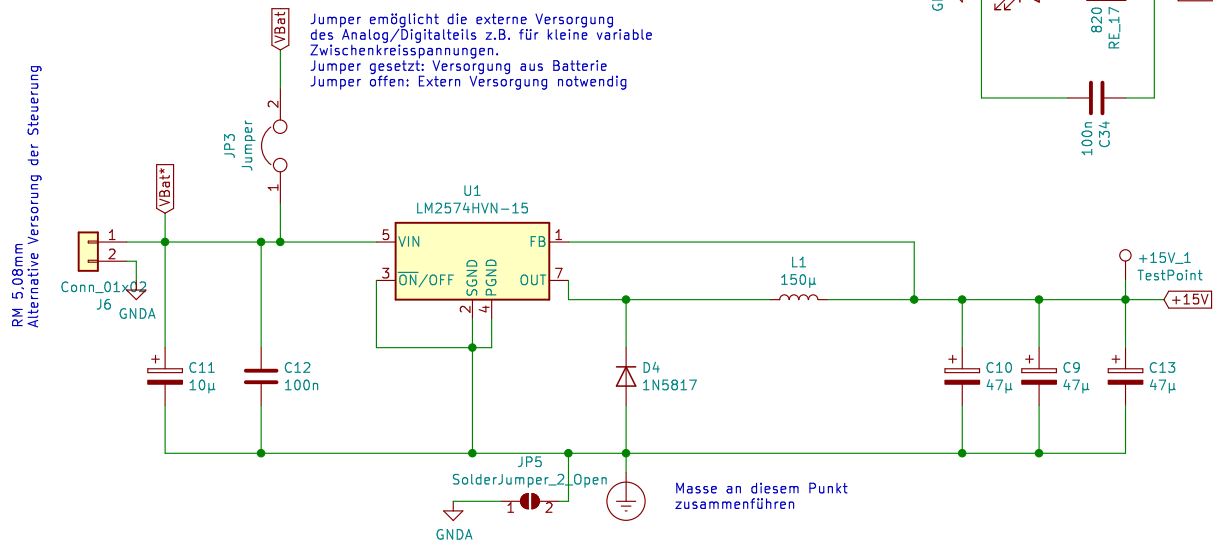 VBat
Jumper emöglicht die externe Versorgung
des Analog/Digitalteils z.B. für kleine variable
Zwischenkreisspannungen.
Jumper gesetzt: Versorgung aus Batterie
Jumper offen: Extern Versorgung notwendig
820
RE_17
100n
C34
2
JP3
Jumper
1
RM 5,08mm
Alternative Versorung der Steuerung
VBat*
1
2
Conn_01x02
J6
GNDA
U1
LM2574HVN-15
5
VIN
FB
1
3
ON/OFF
SGND
PGND
OUT
7
2
4
L1
150µ
+15V_1
TestPoint
+15V
+
C11
10µ
C12
100n
D4
1N5817
+
C10
47µ
+
C9
47µ
+
C13
47µ
JP5
SolderJumper_2_Open
1
2
GNDA
Masse an diesem Punkt
zusammenführen